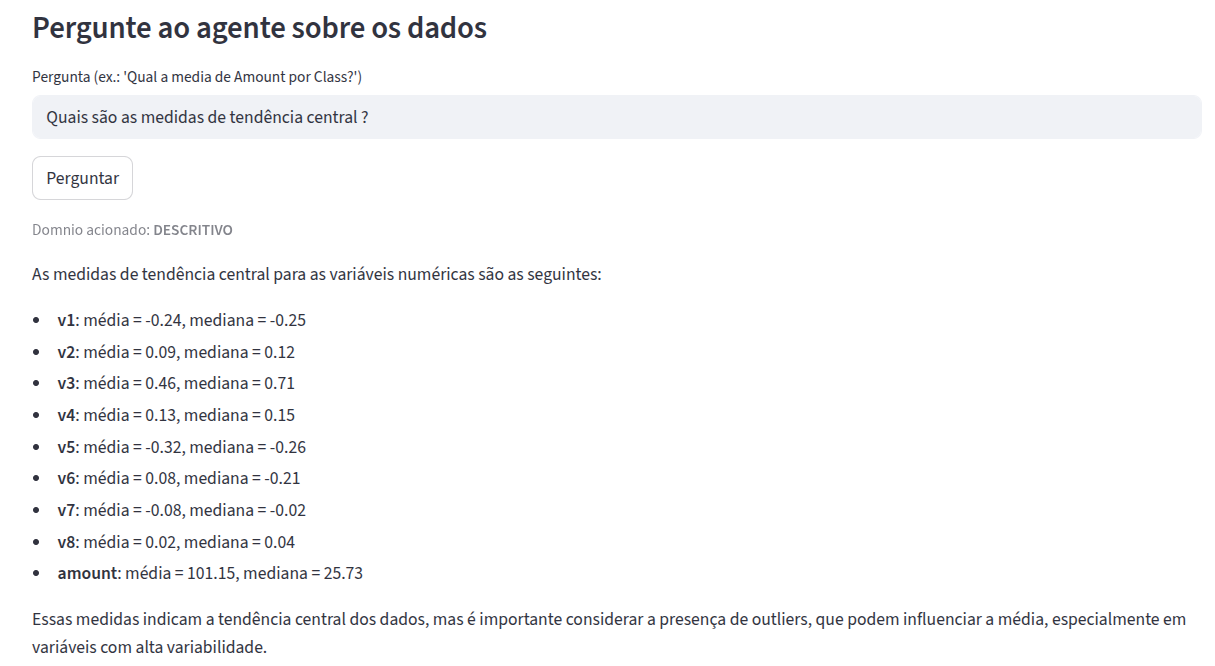 Pergunte ao agente sobre os dados
Pergunta (ex.: 'Qual a media de Amount por Class?')
Quais são as medidas de tendência central ?
Perguntar
Domnio acionado: DESCRITIVO
As medidas de tendência central para as variáveis numéricas são as seguintes:
• v1: média = -0.24, mediana = -0.25
• v2: média = 0.09, mediana = 0.12
• v3: média = 0.46, mediana = 0.71
• v4: média = 0.13, mediana = 0.15
• v5: média = -0.32, mediana = -0.26
• v6: média = 0.08, mediana = -0.21
• v7: média = -0.08, mediana = -0.02
• v8: média = 0.02, mediana = 0.04
• amount: média = 101.15, mediana = 25.73
Essas medidas indicam a tendência central dos dados, mas é importante considerar a presença de outliers, que podem influenciar a média, especialmente em
variáveis com alta variabilidade.